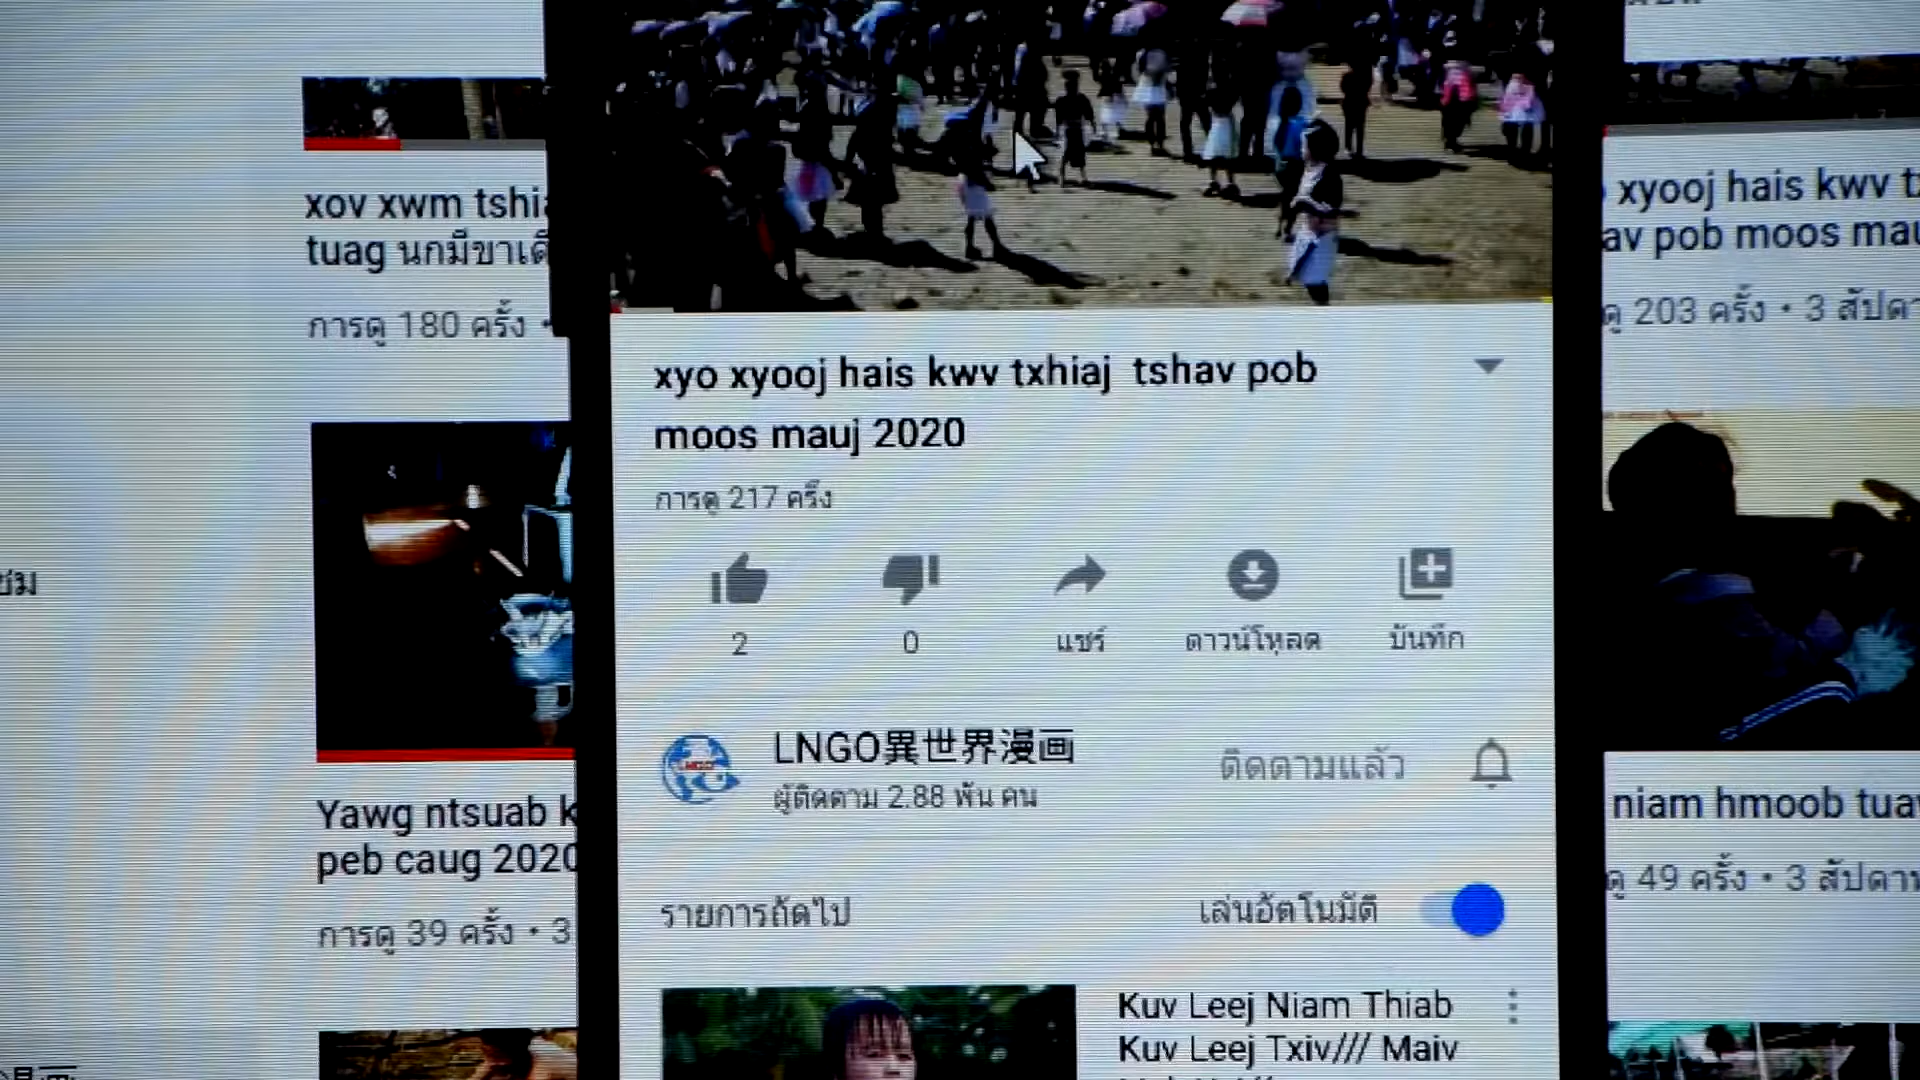 xov xwm tshi
tuag นกมีขาเดี
การดู 180 ครั้ง •
Yawg ntsuab k
peb caug 2020
การดู 39 ครั้ง • 3
xyo xyooj hais kwv txhiaj tshav pob
moos mauj 2020
การดู 217 ครั้ง
2
0
แชร์
ดาวน์โหลด
บันทึก
LNGO異世界漫画
ผู้ติดตาม 2.88 พัน คน
ติดตามแล้ว
รายการถัดไป
เล่นอัตโนมัติ
Kuv Leej Niam Thiab
Kuv Leej Txiv/// Maiv
xyooj hais kwv t
av pob moos mau
ดู 203 ครั้ง • 3 สัปดา
niam hmoob tua
ดู 49 ครั้ง • 3 สัปดา